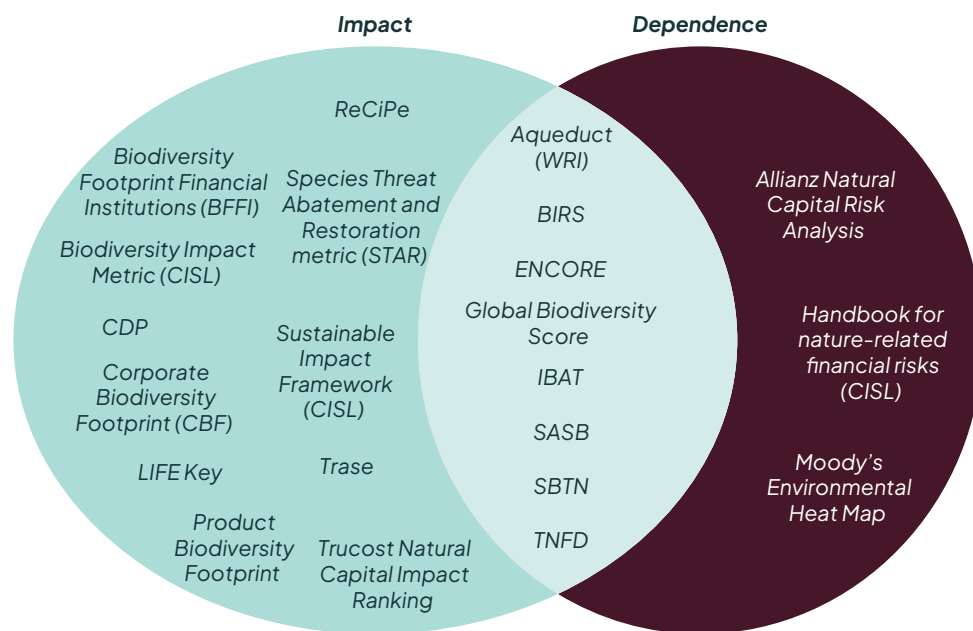 Impact
Dependence
ReCiPe
Biodiversity
Footprint Financial
Institutions (BFFI)
Species Threat
Abatement and
Restoration
metric (STAR)
Biodiversity Impact
Metric (CISL)
CDP
Sustainable
Impact
Framework
(CISL)
Corporate
Biodiversity
Footprint (CBF)
LIFE Key
Trase
Product
Biodiversity
Footprint
Trucost Natural
Capital Impact
Ranking
Aqueduct
(WRI)
BIRS
ENCORE
Global Biodiversity
Score
IBAT
SASB
SBTN
TNFD
Allianz Natural
Capital Risk
Analysis
Handbook for
nature-related
financial risks
(CISL)
Moody's
Environmental
Heat Map